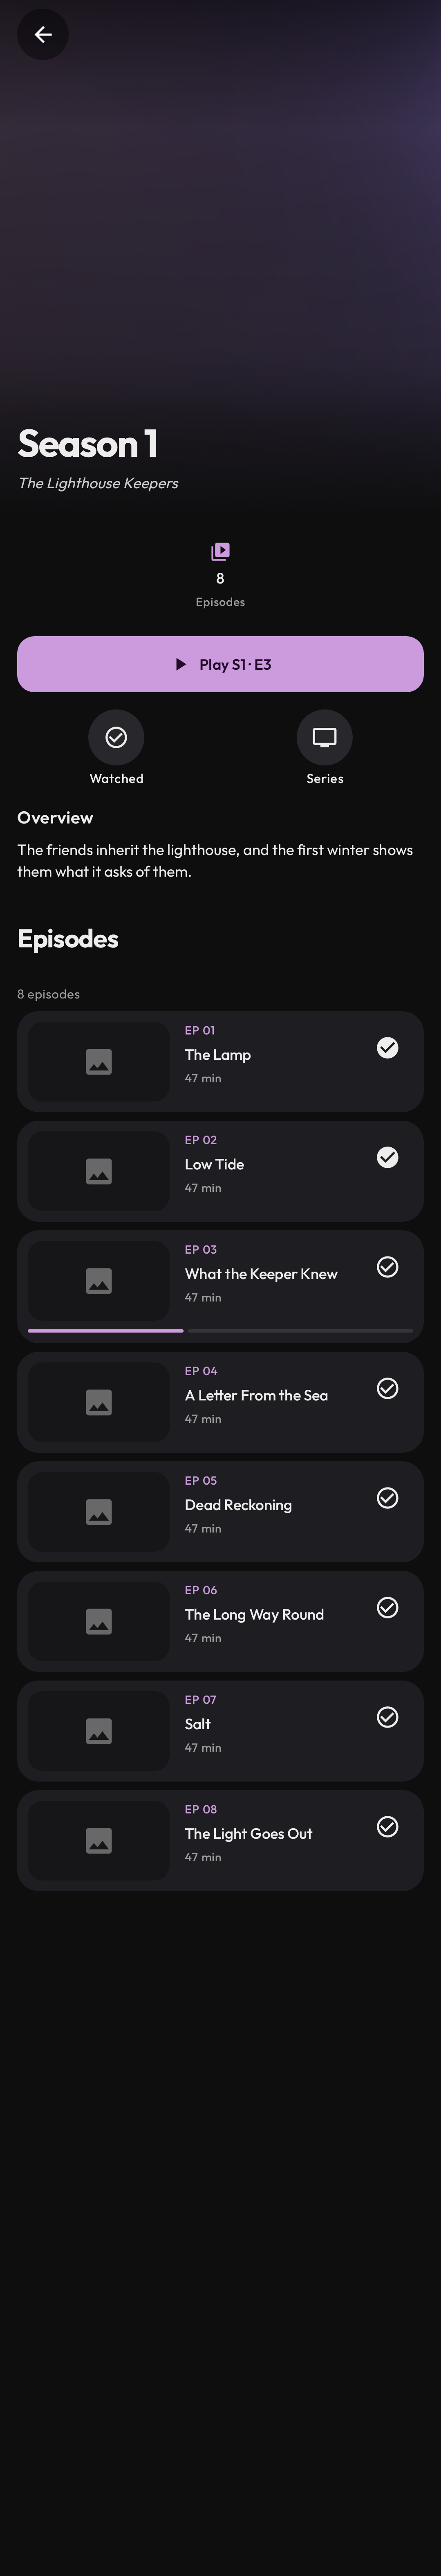 Season 1
The Lighthouse Keepers
8
Episodes
Play S1 · E3
Watched
Series
Overview
The friends inherit the lighthouse, and the first winter shows
them what it asks of them.
Episodes
8 episodes
EP 01
The Lamp
47 min
EP 02
Low Tide
47 min
EP 03
What the Keeper Knew
47 min
EP 04
A Letter From the Sea
47 min
EP 05
Dead Reckoning
47 min
EP 06
The Long Way Round
47 min
EP 07
Salt
47 min
EP 08
The Light Goes Out
47 min